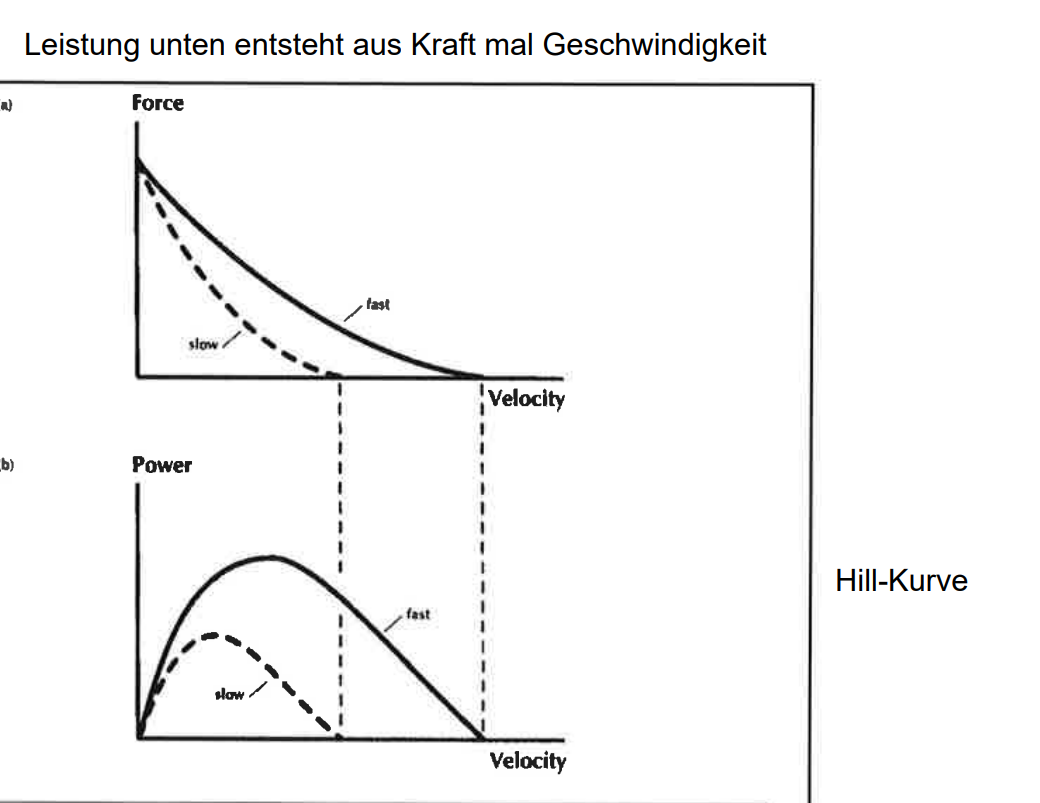 Leistung unten entsteht aus Kraft mal Geschwindigkeit
a)
Force
fast
slow
Velocity
b)
Power
Hill-Kurve
fast
slow
Velocity